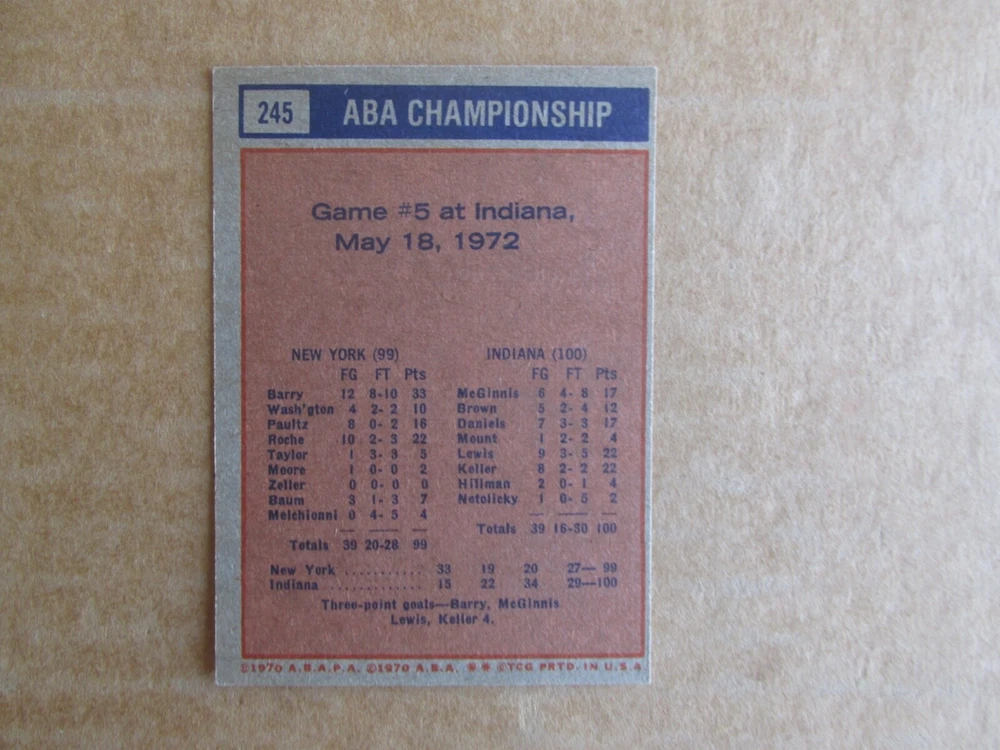 245 ABA CHAMPIONSHIP
Game #5 at Indiana,
May 18, 1972
NEW YORK (99)
FG FT Pts
Barry 12 8-10 33
Wash'gton 4 2- 2 10
Paultz 8 0- 2 16
Roche 10 2- 3 22
Taylor 1 3- 3 5
Moore 1 0- 0 2
Zeller 0 0- 0 0
Baum 3 1- 3 7
Melchionni 0 4- 5 4
Totals 39 20-28 99
INDIANA (100)
FG FT Pts
McGinnis 6 4- 8 17
Brown 5 2- 4 12
Daniels 7 3- 3 17
Mount 1 2- 2 4
Lewis 9 3- 5 22
Keller 8 2- 2 22
Hillman 2 0- 1 4
Netolicky 1 0- 5 2
Totals 39 16-30 100
New York ........... 33 19 20 27— 99
Indiana ............. 15 22 34 29—100
Three-point goals—Barry, McGinnis
Lewis, Keller 4.
©1970 A.B.A.P.A. ©1970 A.B.A. ** ©TCG PRTD. IN U.S.A